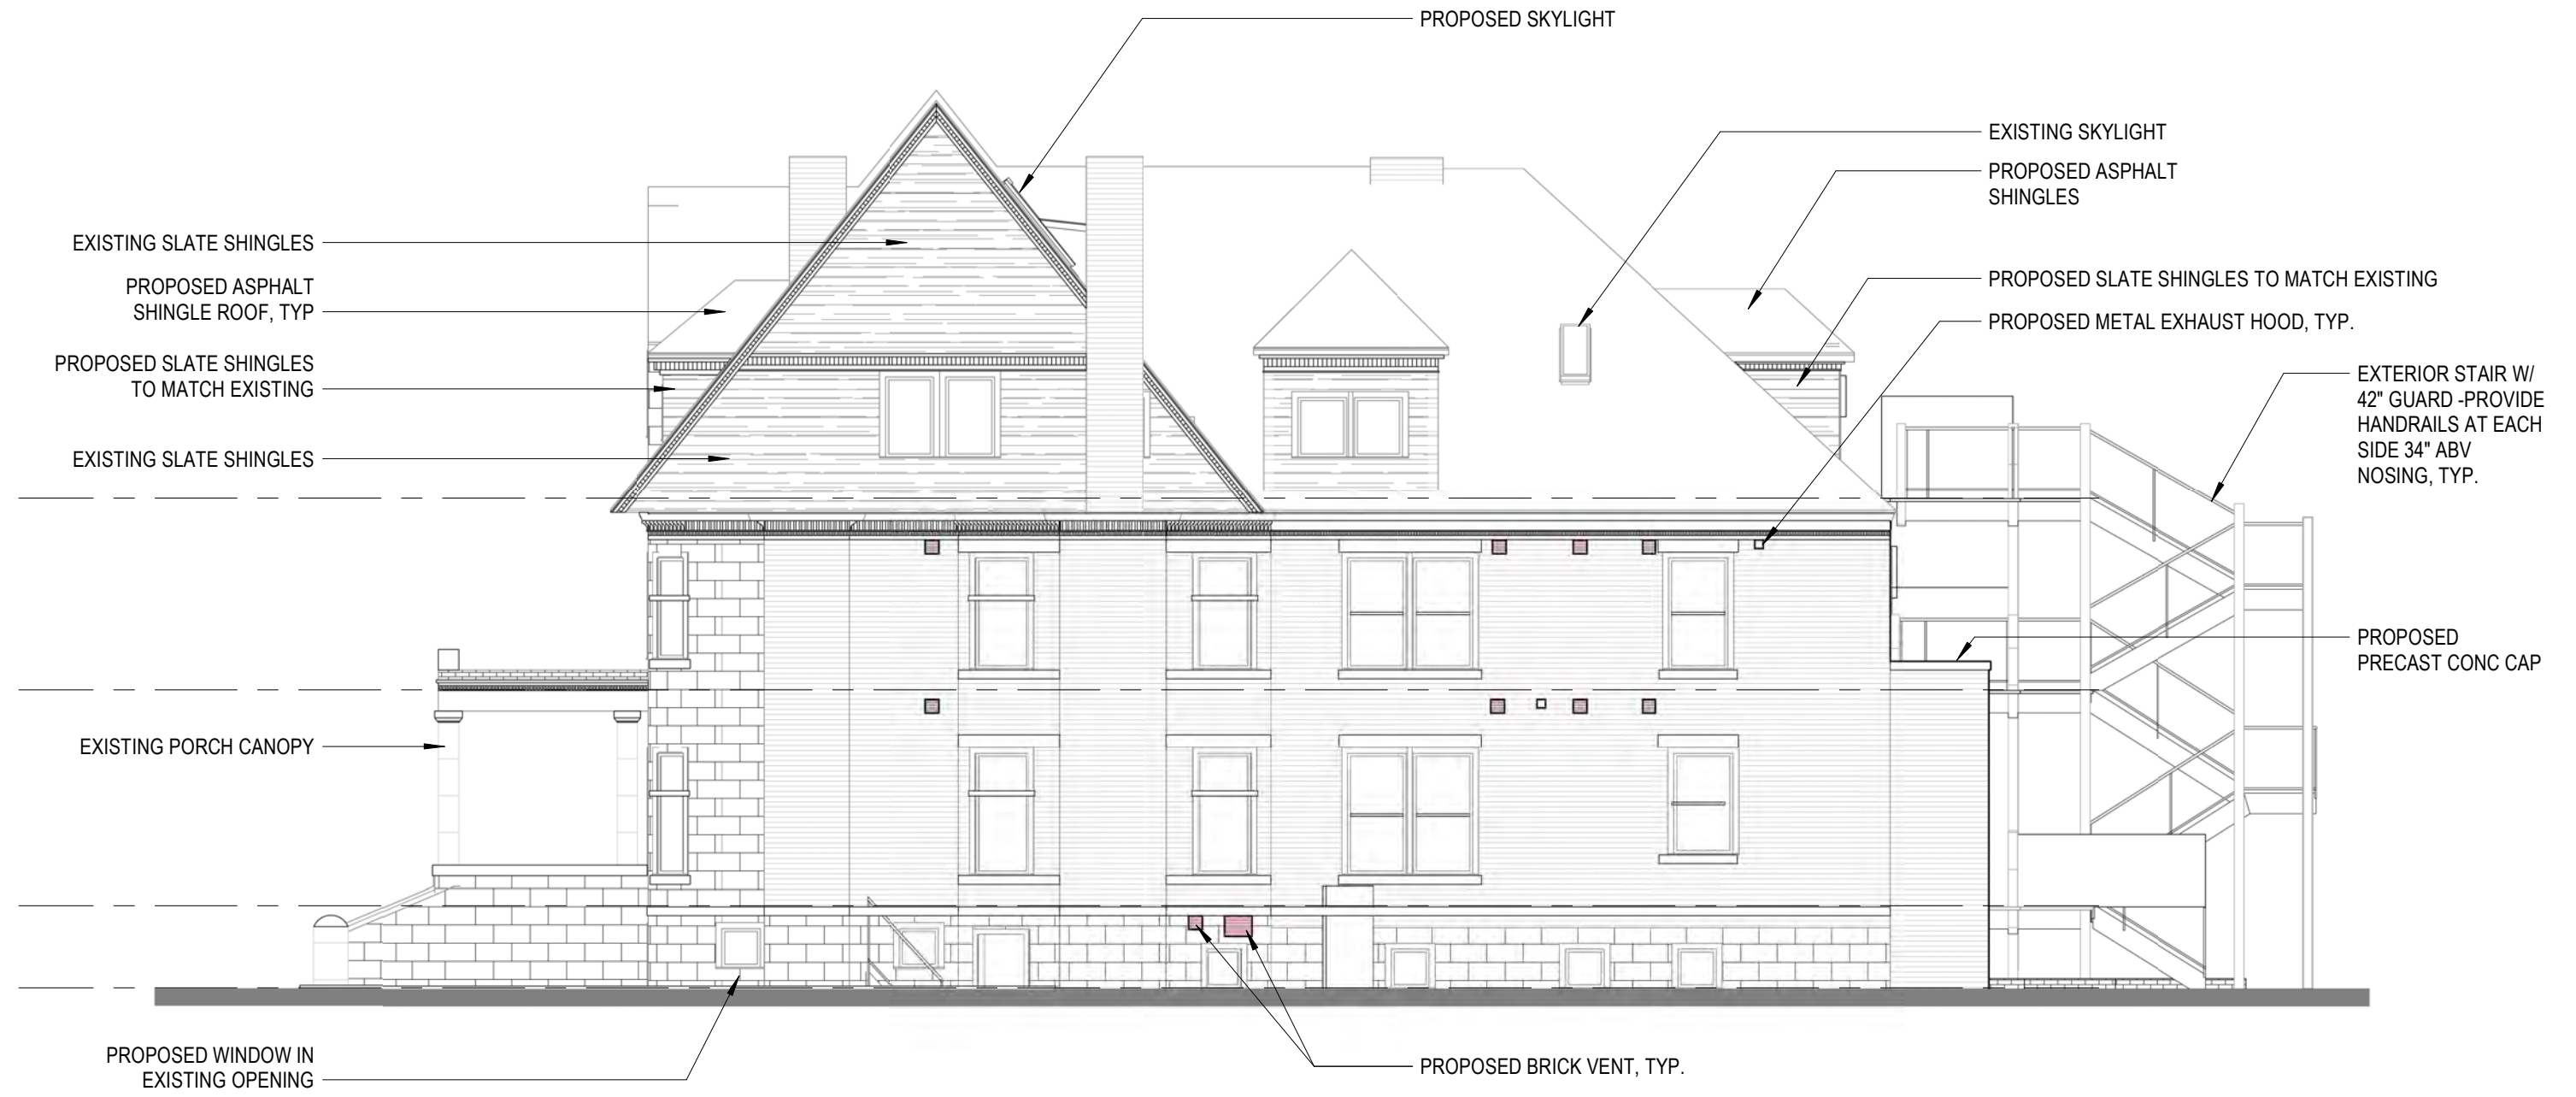 PROPOSED SKYLIGHT
EXISTING SKYLIGHT
PROPOSED ASPHALT
SHINGLES
EXISTING SLATE SHINGLES
PROPOSED ASPHALT
SHINGLE ROOF, TYP
PROPOSED SLATE SHINGLES TO MATCH EXISTING
PROPOSED METAL EXHAUST HOOD, TYP.
PROPOSED SLATE SHINGLES
TO MATCH EXISTING
EXTERIOR STAIR W/
42" GUARD -PROVIDE
HANDRAILS AT EACH
SIDE 34" ABV
NOSING, TYP.
EXISTING SLATE SHINGLES
PROPOSED
PRECAST CONC CAP
EXISTING PORCH CANOPY
PROPOSED WINDOW IN
EXISTING OPENING
PROPOSED BRICK VENT, TYP.